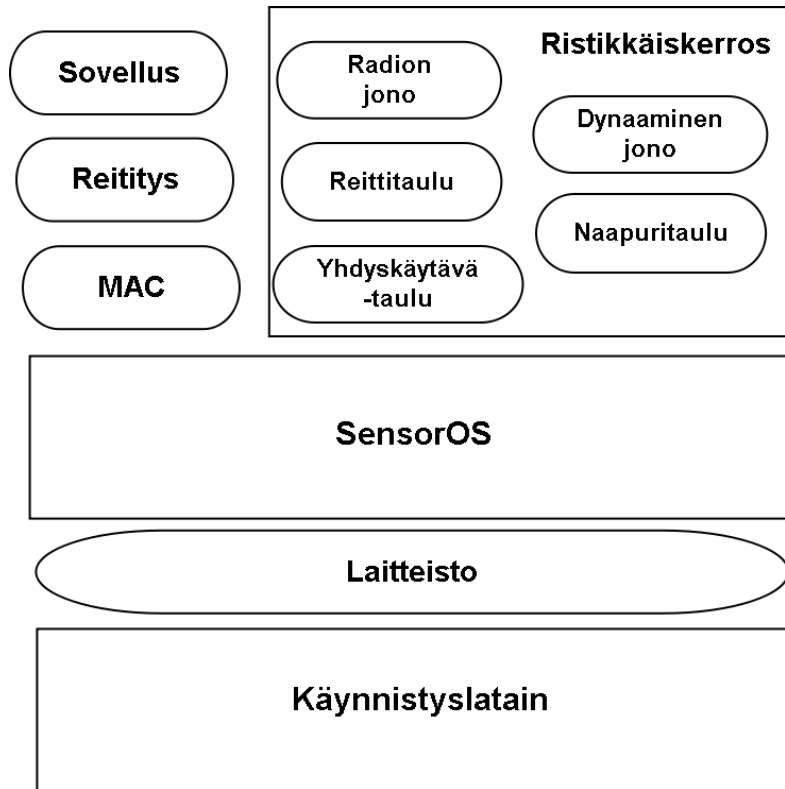 Sovellus
Reititys
MAC
Ristikkäiskerros
Radion
jono
Reittitaulu
Yhdyskäytävä
-taulu
Dynaaminen
jono
Naapuritaulu
SensorOS
Laitteisto
Käynnistyslatain